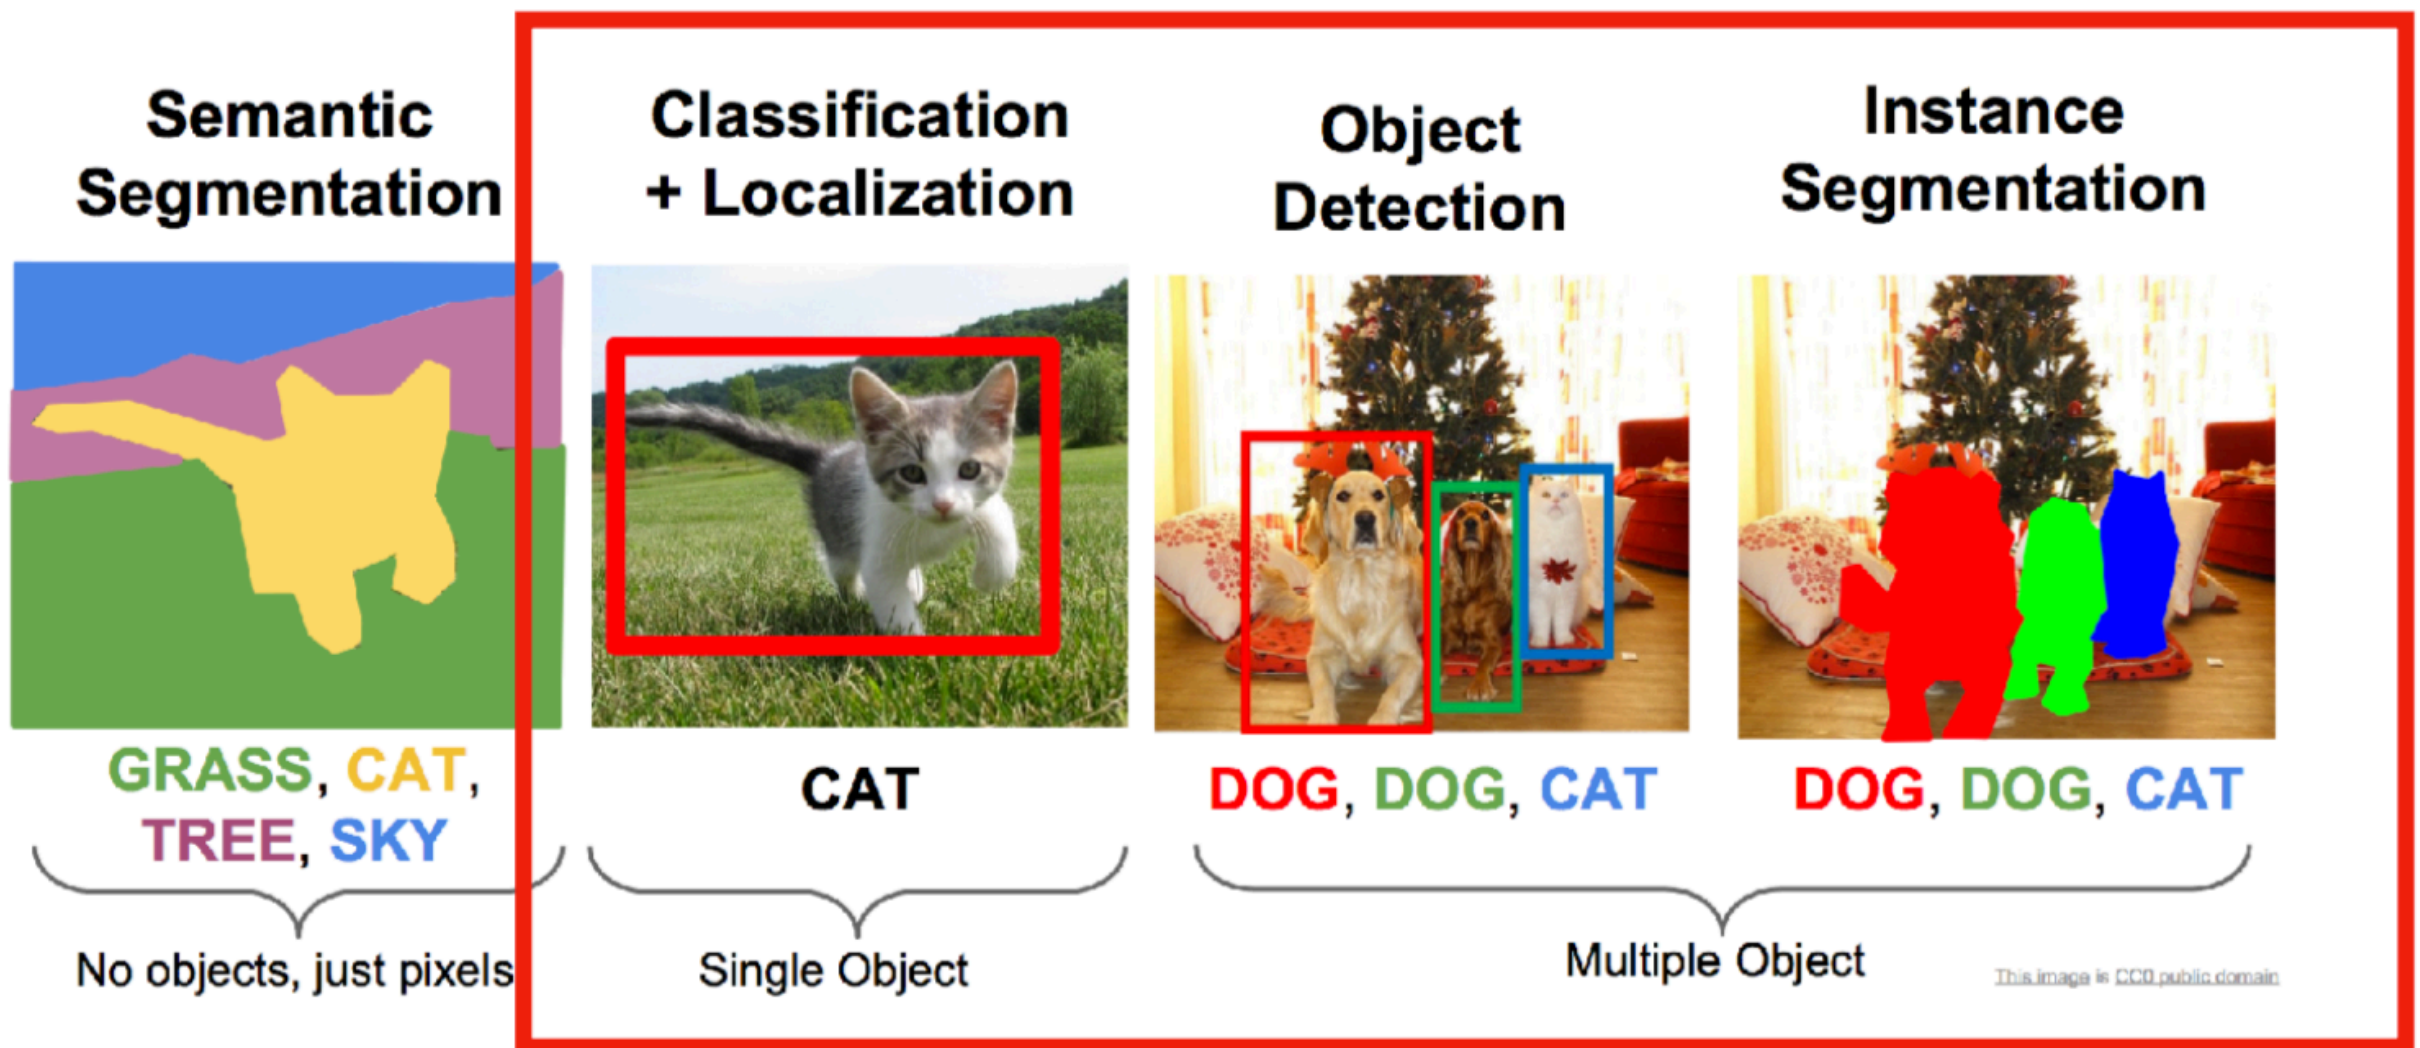 Semantic
Segmentation
Classification
+ Localization
Object
Detection
Instance
Segmentation
GRASS, CAT,
TREE, SKY
CAT
DOG, DOG, CAT
DOG, DOG, CAT
No objects, just pixels
Single Object
Multiple Object
This image is CC0 public domain